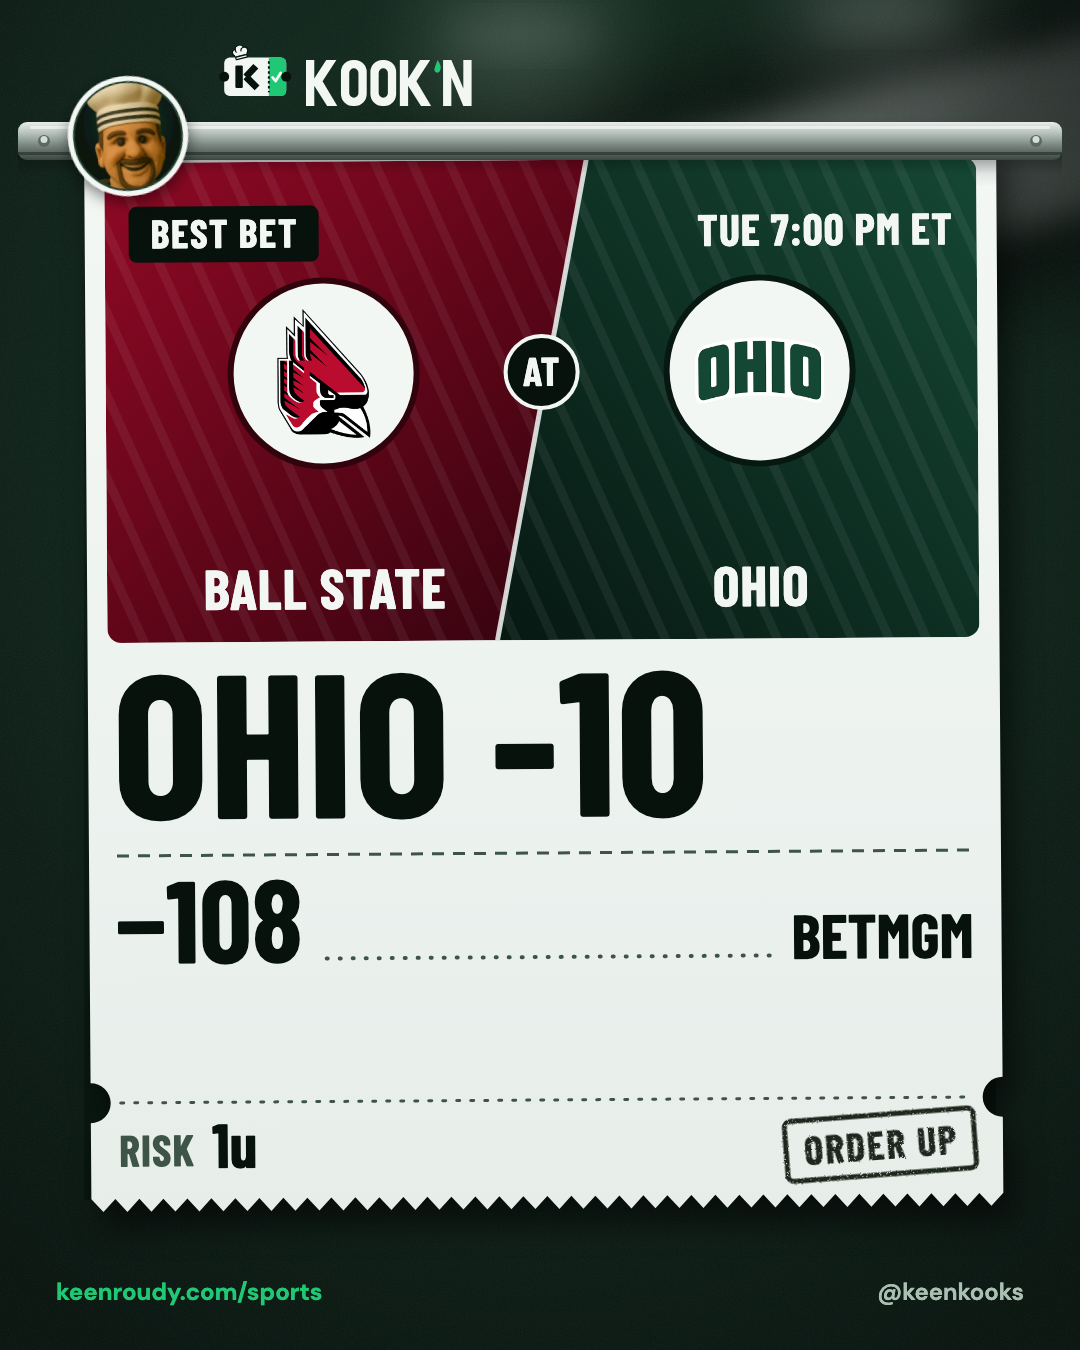 K KOOK'N
BEST BET
TUE 7:00 PM ET
OHIO
AT
BALL STATE
OHIO
OHIO -10
-108
BETMGM
RISK 1u
ORDER UP
keenroudy.com/sports
@keenkooks